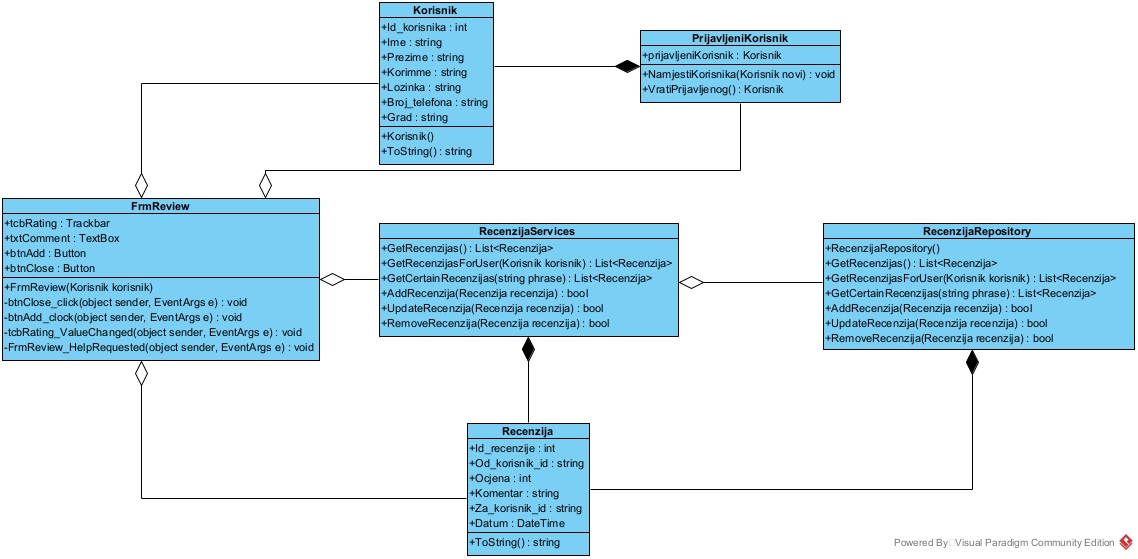 Korisnik
+Id_korisnika : int
+Ime : string
+Prezime : string
+Korimme : string
+Lozinka : string
+Broj_telefona : string
+Grad : string
+Korisnik()
+ToString() : string
PrijavljeniKorisnik
+prijavljeniKorisnik : Korisnik
+NamjestiKorisnika(Korisnik novi) : void
+VratiPrijavljenog() : Korisnik
FrmReview
+tcbRating : Trackbar
+txtComment : TextBox
+btnAdd : Button
+btnClose : Button
+FrmReview(Korisnik korisnik)
-btnClose_click(object sender, EventArgs e) : void
-btnAdd_clock(object sender, EventArgs e) : void
-tcbRating_ValueChanged(object sender, EventArgs e) : void
-FrmReview_HelpRequested(object sender, EventArgs e) : void
RecenzijaServices
+GetRecenzijas() : List<Recenzija>
+GetRecenzijasForUser(Korisnik korisnik) : List<Recenzija>
+GetCertainRecenzijas(string phrase) : List<Recenzija>
+AddRecenzija(Recenzija recenzija) : bool
+UpdateRecenzija(Recenzija recenzija) : bool
+RemoveRecenzija(Recenzija recenzija) : bool
RecenzijaRepository
+RecenzijaRepository()
+GetRecenzijas() : List<Recenzija>
+GetRecenzijasForUser(Korisnik korisnik) : List<Recenzija>
+GetCertainRecenzijas(string phrase) : List<Recenzija>
+AddRecenzija(Recenzija recenzija) : bool
+UpdateRecenzija(Recenzija recenzija) : bool
+RemoveRecenzija(Recenzija recenzija) : bool
Recenzija
+Id_recenzije : int
+Od_korisnik_id : string
+Ocjena : int
+Komentar : string
+Za_korisnik_id : string
+Datum : DateTime
+ToString() : string
Powered By Visual Paradigm Community Edition